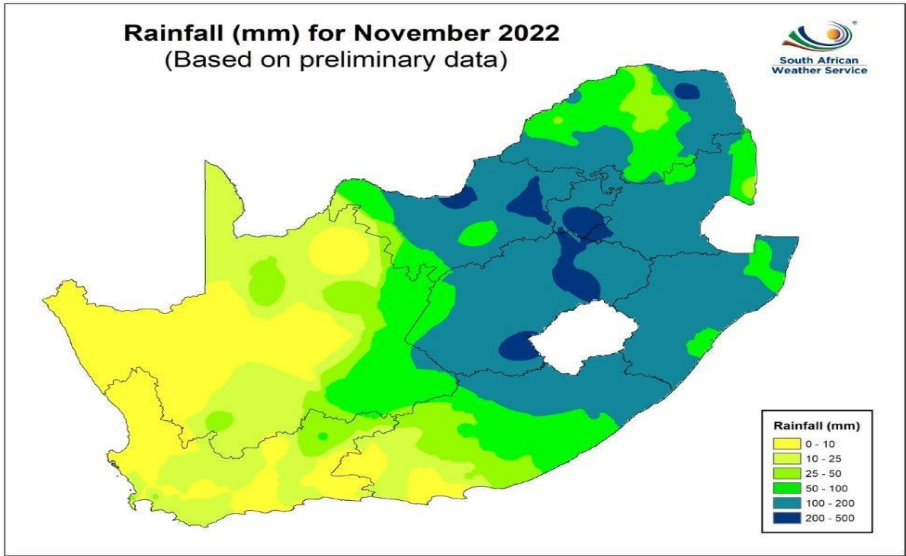 Rainfall (mm) for November 2022
(Based on preliminary data)
South African
Weather Service
Rainfall (mm)
0 - 10
10 - 25
25 - 50
50 - 100
100 - 200
200 - 500